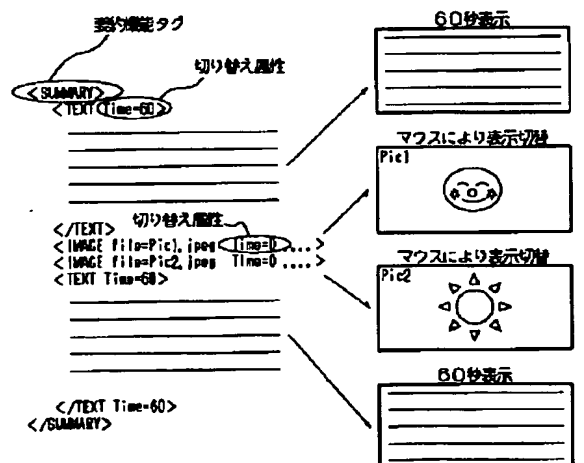 要約機能タグ
切り替え属性
<SUMMARY>
<TEXT Time=60>
</TEXT>
切り替え属性
<IMAGE file=Pic1.jpeg Time=0 .... >
<IMAGE file=Pic2.jpeg Time=0 .... >
<TEXT Time=60>
</TEXT Time=60>
</SUMMARY>
60秒表示
マウスにより表示切替
Pic1
マウスにより表示切替
Pic2
60秒表示